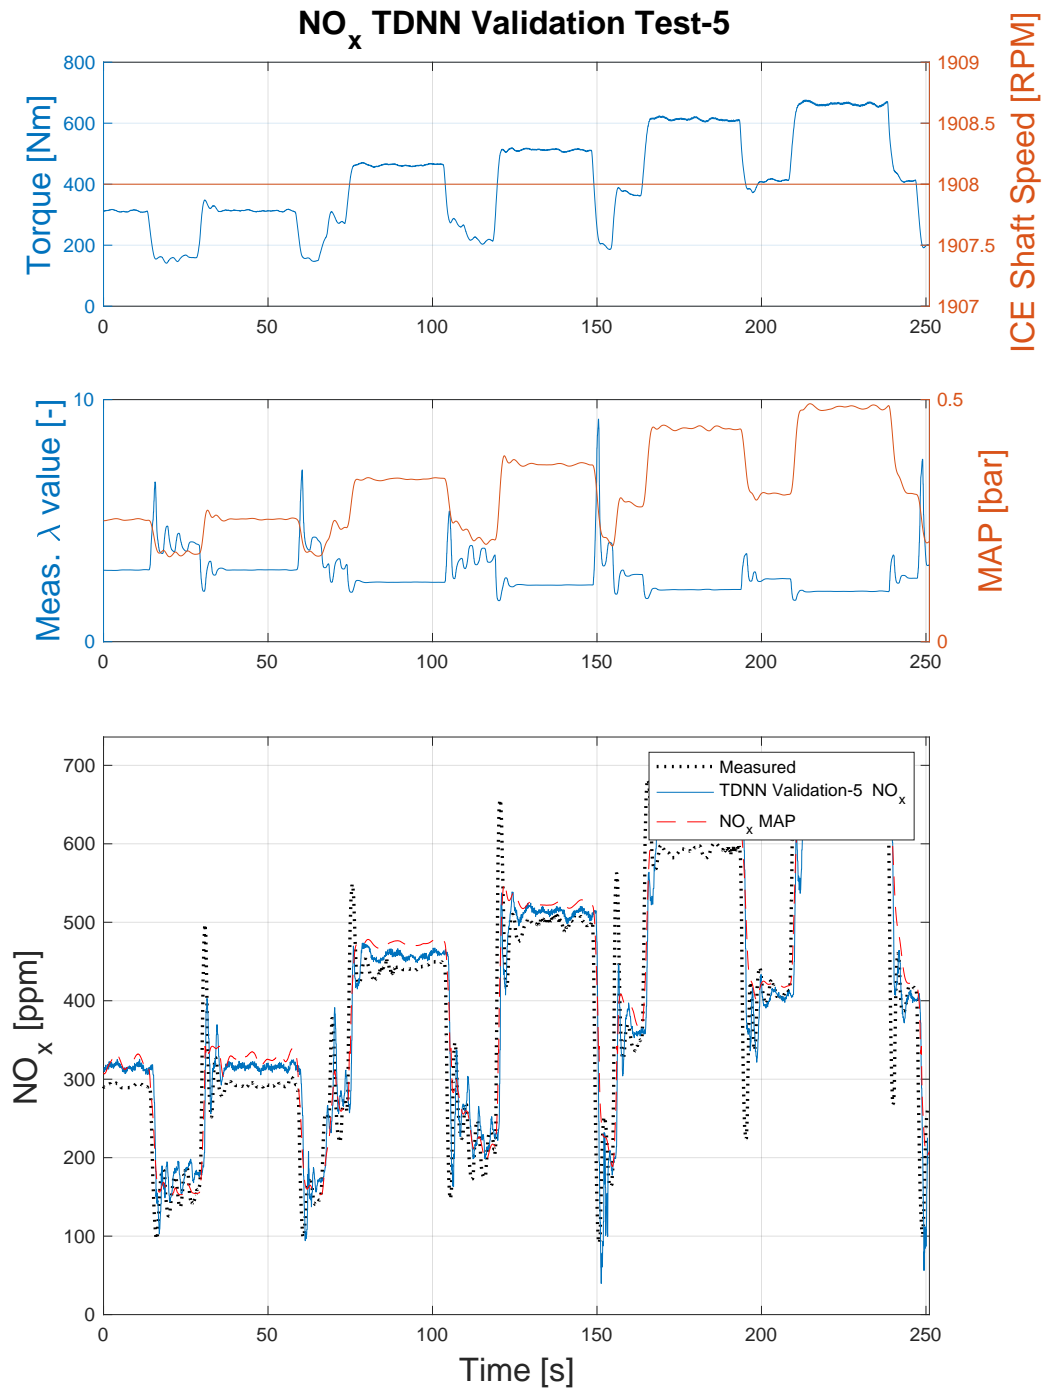 NOx TDNN Validation Test-5
Torque [Nm]
800
600
400
200
0
1909
1908.5
1908
1907.5
1907
ICE Shaft Speed [RPM]
0 50 100 150 200 250
Meas. λ value [-]
10
0
0.5
0
MAP [bar]
0 50 100 150 200 250
NOx [ppm]
700
600
500
400
300
200
100
0
Measured
TDNN Validation-5 NOx
NOx MAP
0 50 100 150 200 250
Time [s]